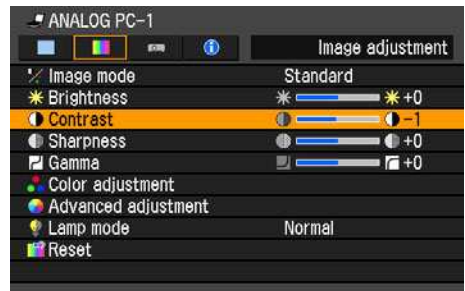 ANALOG PC-1
Image adjustment
Image mode Standard
Brightness +0
Contrast -1
Sharpness +0
Gamma +0
Color adjustment
Advanced adjustment
Lamp mode Normal
Reset